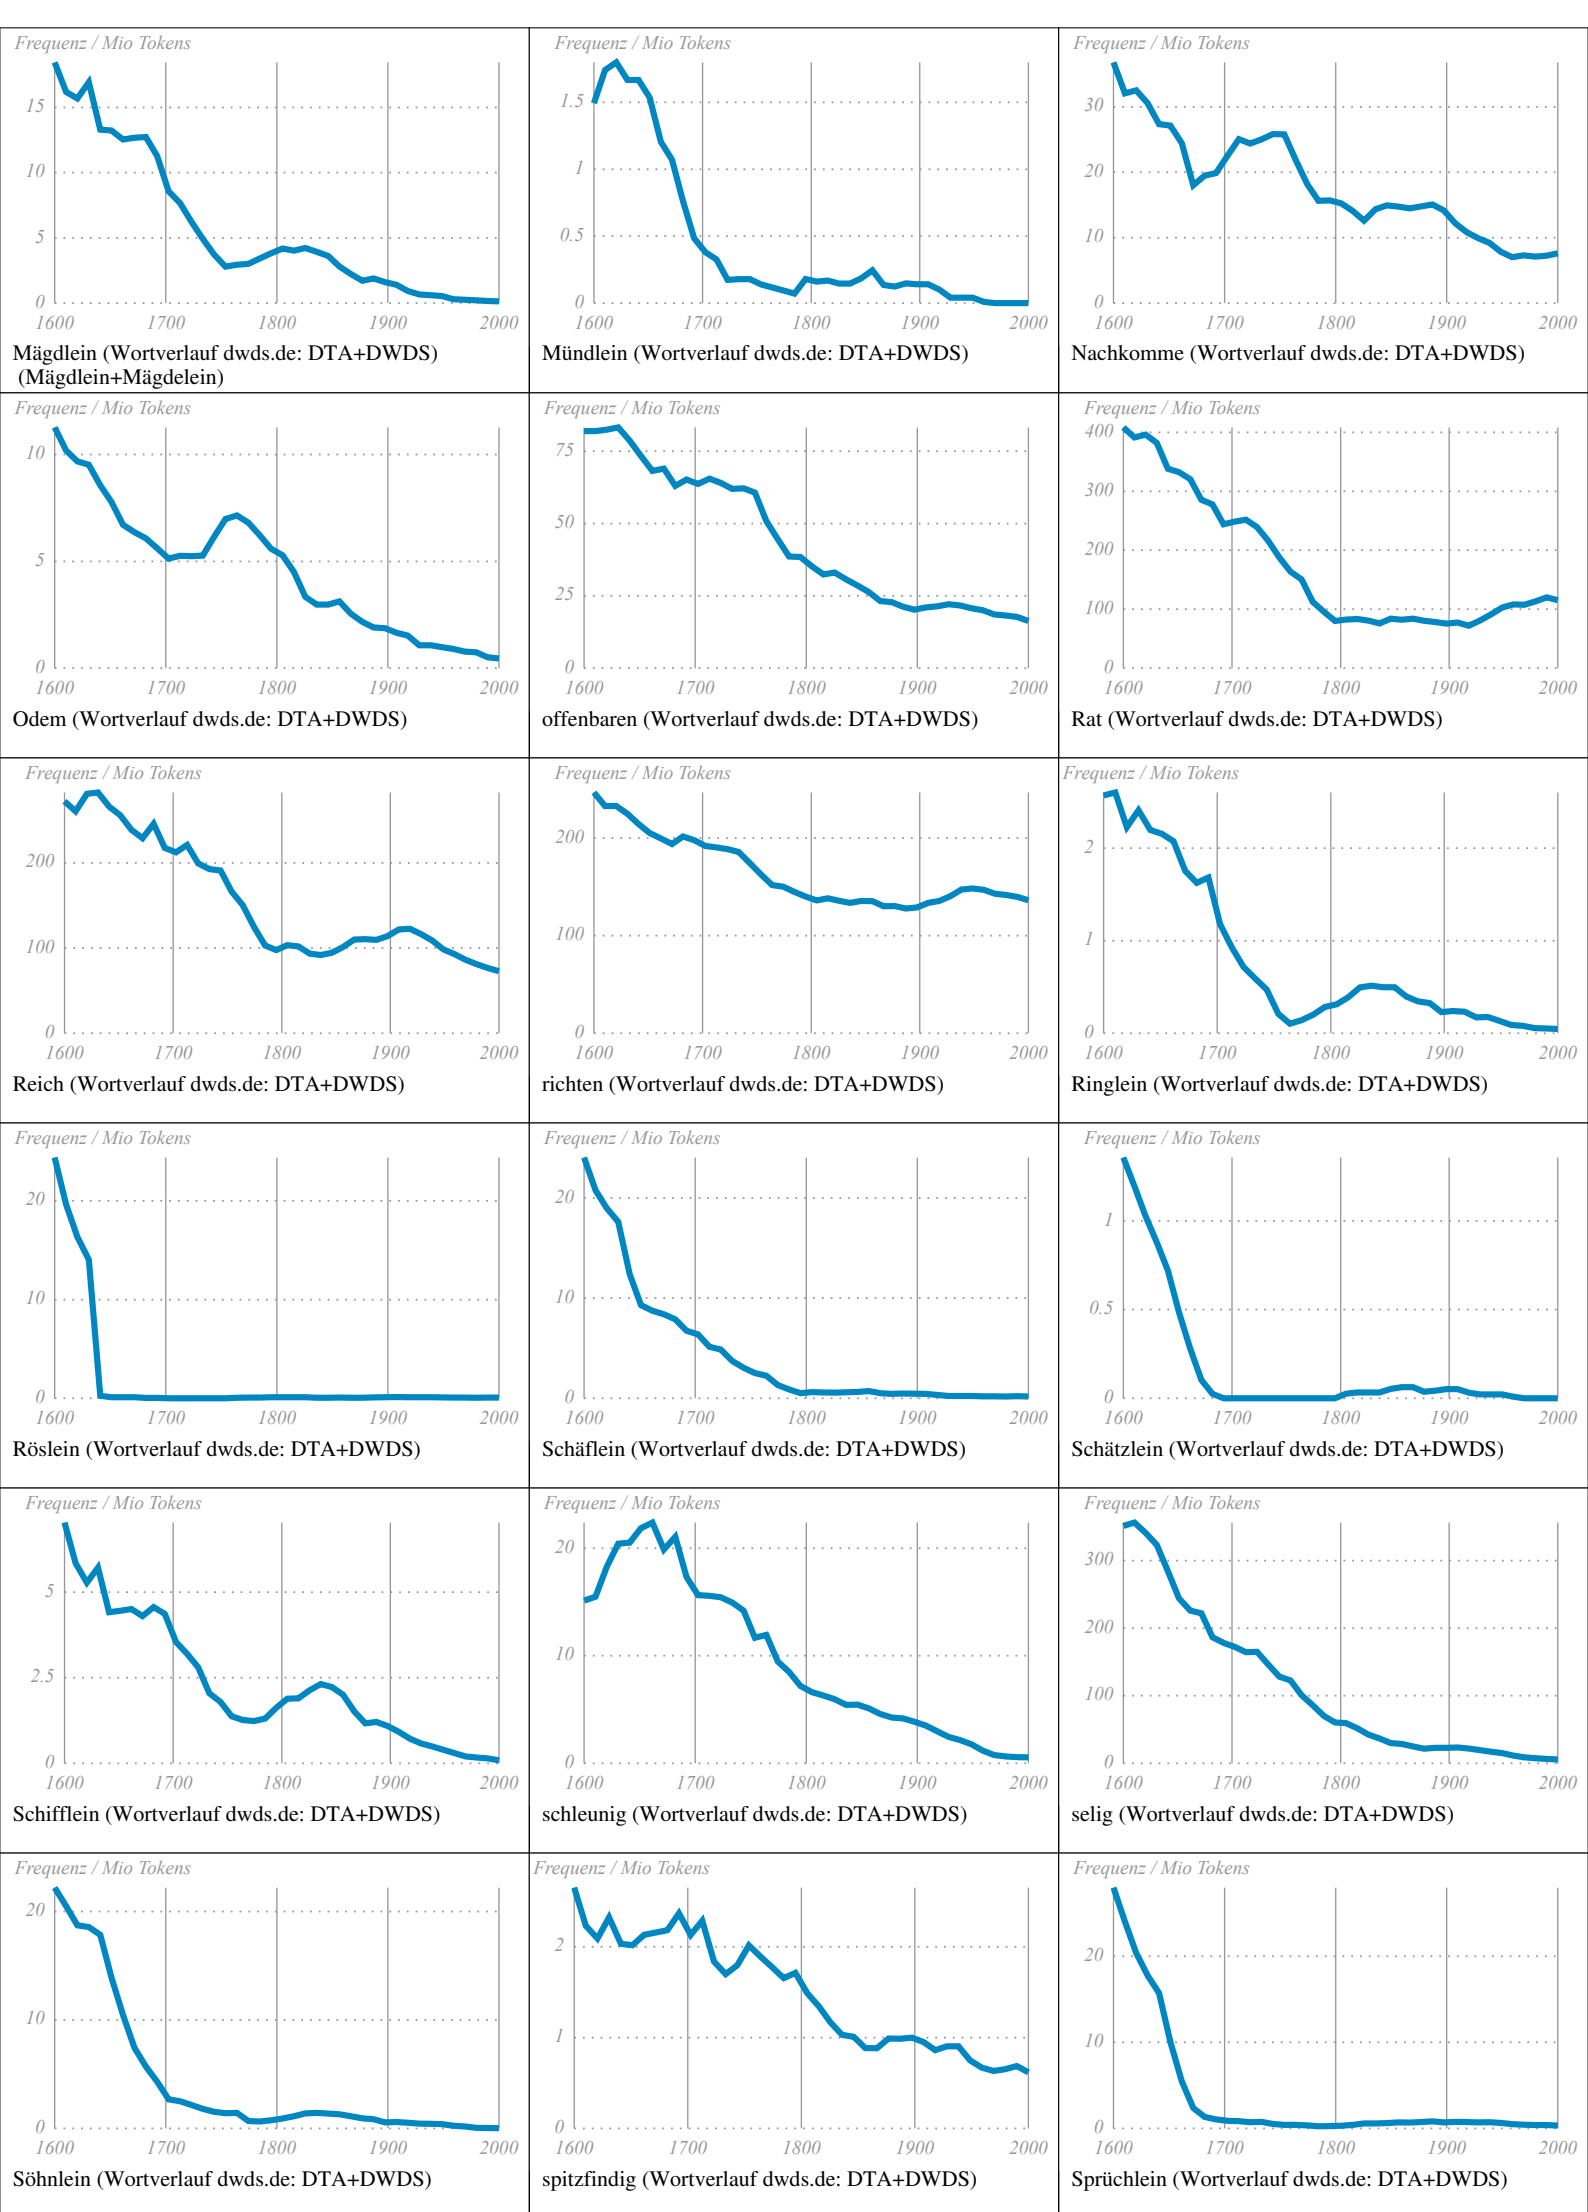 Frequenz / Mio Tokens
15
10
5
0
1600 1700 1800 1900 2000
Mägdlein (Wortverlauf dwds.de: DTA+DWDS)
(Mägdlein+Mägdelein)
Frequenz / Mio Tokens
1.5
1
0.5
0
1600 1700 1800 1900 2000
Mündlein (Wortverlauf dwds.de: DTA+DWDS)
Frequenz / Mio Tokens
30
20
10
0
1600 1700 1800 1900 2000
Nachkomme (Wortverlauf dwds.de: DTA+DWDS)
Frequenz / Mio Tokens
10
5
0
1600 1700 1800 1900 2000
Odem (Wortverlauf dwds.de: DTA+DWDS)
Frequenz / Mio Tokens
75
50
25
0
1600 1700 1800 1900 2000
offenbaren (Wortverlauf dwds.de: DTA+DWDS)
Frequenz / Mio Tokens
400
300
200
100
0
1600 1700 1800 1900 2000
Rat (Wortverlauf dwds.de: DTA+DWDS)
Frequenz / Mio Tokens
200
100
0
1600 1700 1800 1900 2000
Reich (Wortverlauf dwds.de: DTA+DWDS)
Frequenz / Mio Tokens
200
100
0
1600 1700 1800 1900 2000
richten (Wortverlauf dwds.de: DTA+DWDS)
Frequenz / Mio Tokens
2
1
0
1600 1700 1800 1900 2000
Ringlein (Wortverlauf dwds.de: DTA+DWDS)
Frequenz / Mio Tokens
20
10
0
1600 1700 1800 1900 2000
Röslein (Wortverlauf dwds.de: DTA+DWDS)
Frequenz / Mio Tokens
20
10
0
1600 1700 1800 1900 2000
Schäflein (Wortverlauf dwds.de: DTA+DWDS)
Frequenz / Mio Tokens
1
0.5
0
1600 1700 1800 1900 2000
Schätzlein (Wortverlauf dwds.de: DTA+DWDS)
Frequenz / Mio Tokens
5
2.5
0
1600 1700 1800 1900 2000
Schifflein (Wortverlauf dwds.de: DTA+DWDS)
Frequenz / Mio Tokens
20
10
0
1600 1700 1800 1900 2000
schleunig (Wortverlauf dwds.de: DTA+DWDS)
Frequenz / Mio Tokens
300
200
100
0
1600 1700 1800 1900 2000
selig (Wortverlauf dwds.de: DTA+DWDS)
Frequenz / Mio Tokens
20
10
0
1600 1700 1800 1900 2000
Söhnlein (Wortverlauf dwds.de: DTA+DWDS)
Frequenz / Mio Tokens
2
1
0
1600 1700 1800 1900 2000
spitzfindig (Wortverlauf dwds.de: DTA+DWDS)
Frequenz / Mio Tokens
20
10
0
1600 1700 1800 1900 2000
Sprüchlein (Wortverlauf dwds.de: DTA+DWDS)